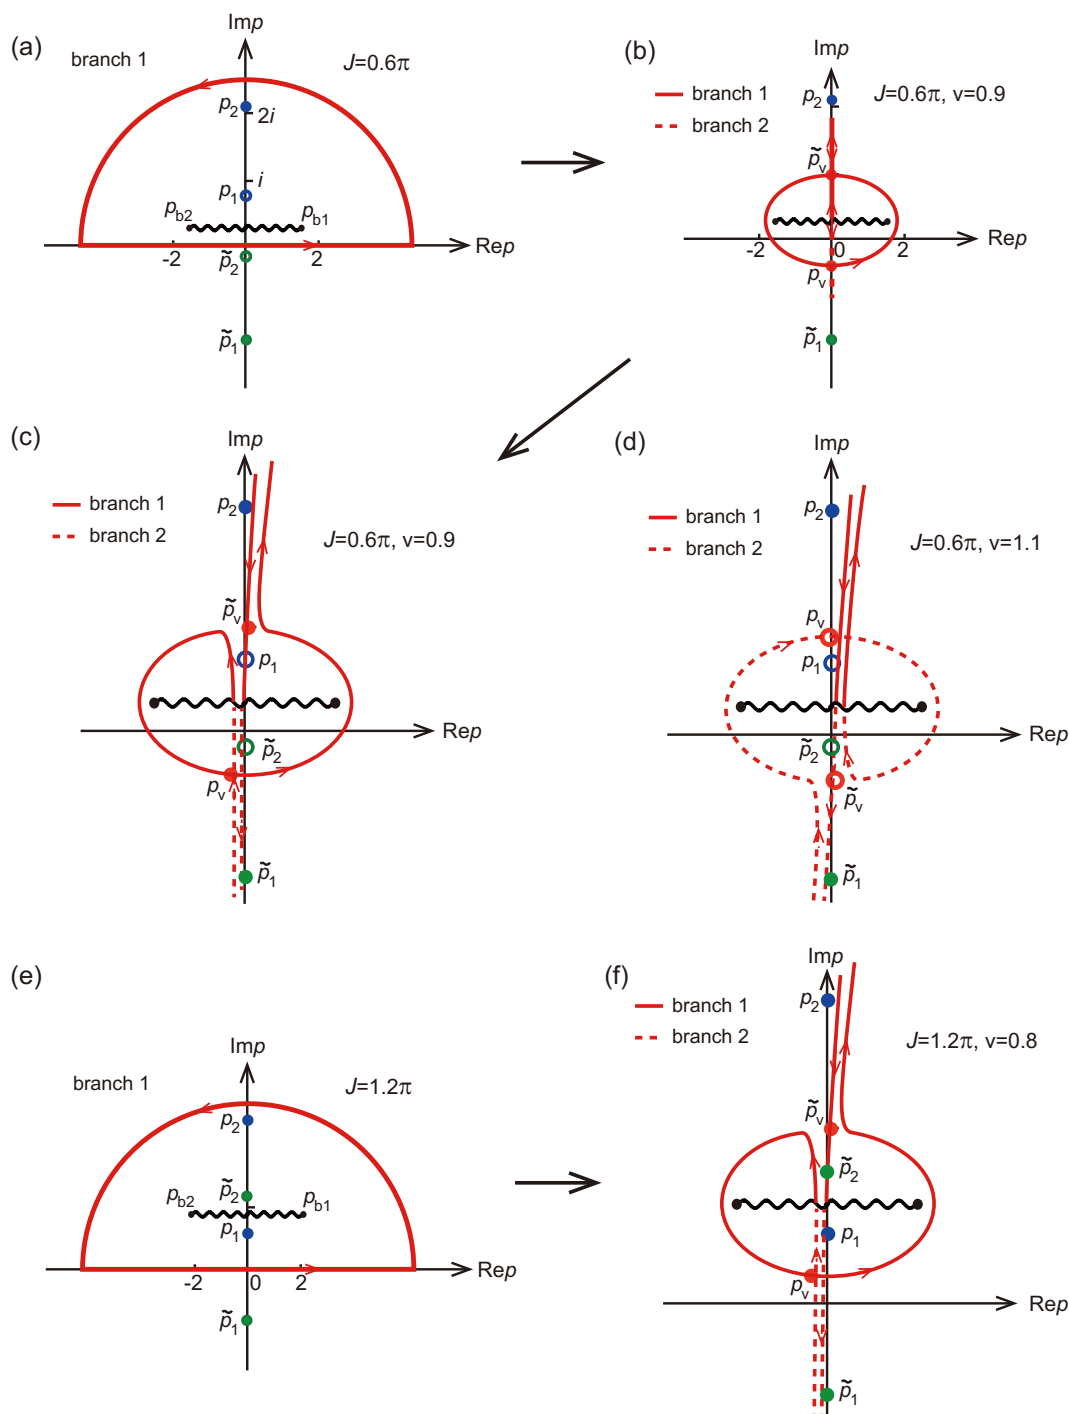 (a)
Imp
branch 1
J=0.6π
p2
2i
i
p1
pb2
pb1
Rep
-2
0
2
p̃2
p̃1
(b)
Imp
branch 1
branch 2
p2
J=0.6π, v=0.9
p̃v
-2
0
2
Rep
pv
p̃1
(c)
Imp
branch 1
branch 2
p2
J=0.6π, v=0.9
p̃v
p1
Rep
p̃2
pv
p̃1
(d)
Imp
branch 1
branch 2
p2
J=0.6π, v=1.1
pv
p1
Rep
p̃2
p̃v
p̃1
(e)
Imp
branch 1
J=1.2π
p2
p̃2
pb2
pb1
p1
-2
0
2
Rep
p̃1
(f)
Imp
branch 1
branch 2
p2
J=1.2π, v=0.8
p̃v
p̃2
p1
pv
Rep
p̃1